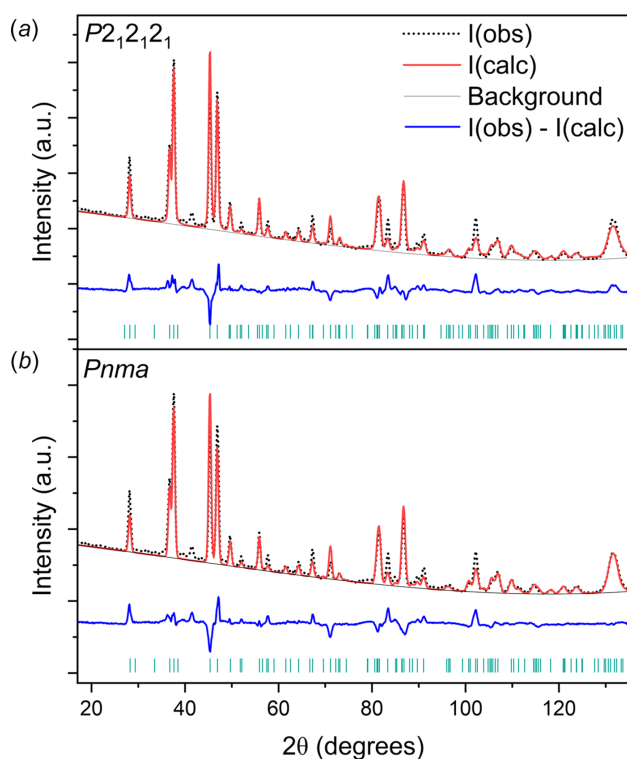 (a) P2₁2₁2₁
I(obs)
I(calc)
Background
I(obs) - I(calc)
Intensity (a.u.)
(b) Pnma
Intensity (a.u.)
20 40 60 80 100 120
2θ (degrees)